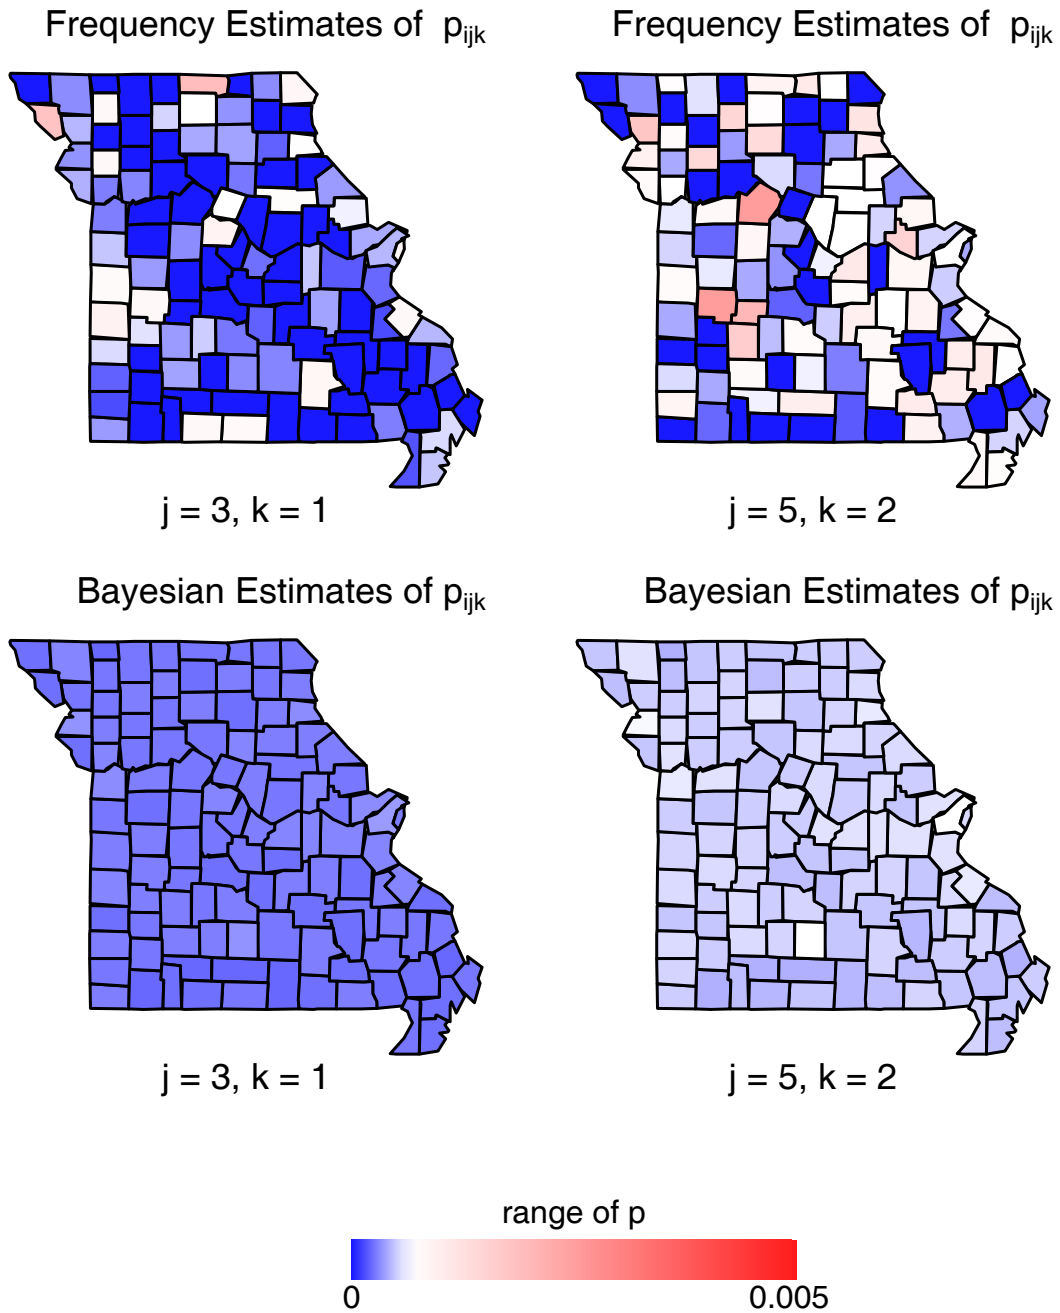 Frequency Estimates of p_ijk
Frequency Estimates of p_ijk
j = 3, k = 1
j = 5, k = 2
Bayesian Estimates of p_ijk
Bayesian Estimates of p_ijk
j = 3, k = 1
j = 5, k = 2
range of p
0
0.005